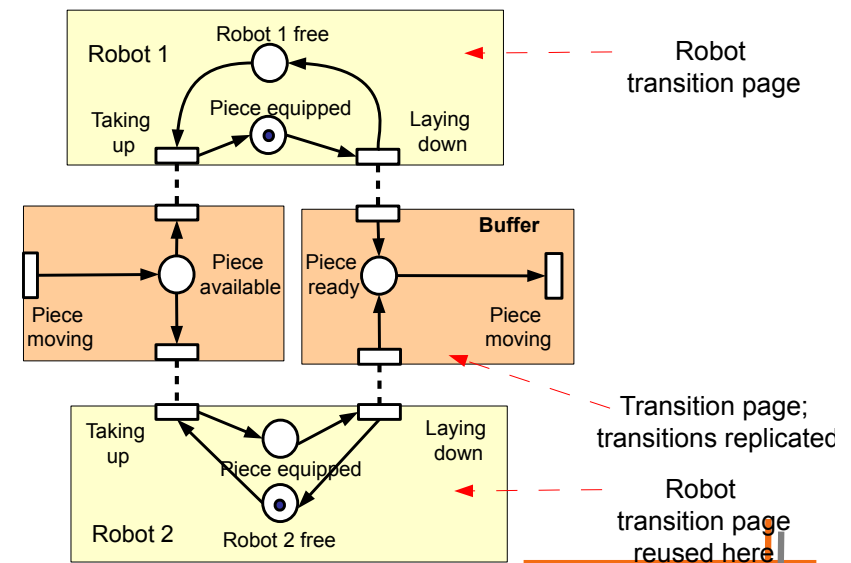 Robot 1
Robot 1 free
Robot
transition page
Piece equipped
Taking
up
Laying
down
Buffer
Piece
available
Piece
ready
Piece
moving
Piece
moving
Transition page;
transitions replicated
Taking
up
Laying
down
Piece equipped
Robot
transition page
reused here
Robot 2
Robot 2 free